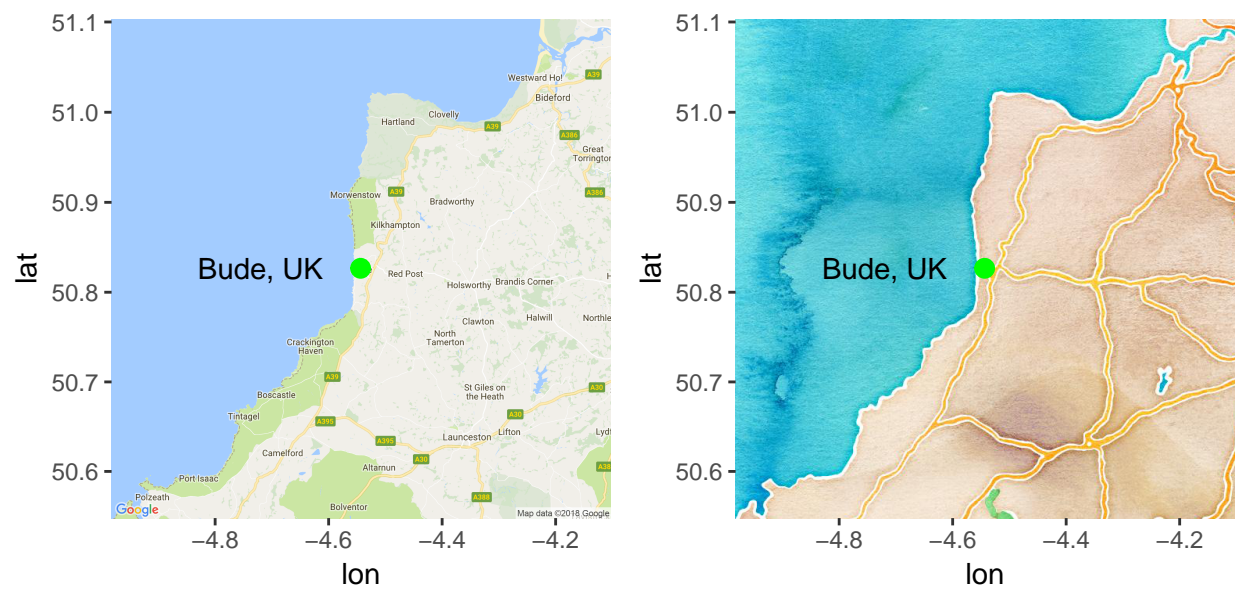 51.1
51.0
50.9
50.8
50.7
50.6
lat
−4.8
−4.6
−4.4
−4.2
lon
Westward Ho!
A39
Bideford
Clovelly
Hartland
A39
A386
Great
Torrington
Morwenstow
A39
A386
Bradworthy
Kilkhampton
Bude, UK
Red Post
Holsworthy
Brandis Corner
H
Clawton
Halwill
Northle
North
Tamerton
Crackington
Haven
A39
St Giles on
the Heath
A30
Boscastle
Tintagel
A395
A30
A395
Launceston
Lifton
Lyd
Camelford
A30
Altarnun
A38
Port Isaac
Polzeath
A388
Bolventor
Google
Map data ©2018 Google
51.1
51.0
50.9
50.8
50.7
50.6
lat
Bude, UK
−4.8
−4.6
−4.4
−4.2
lon